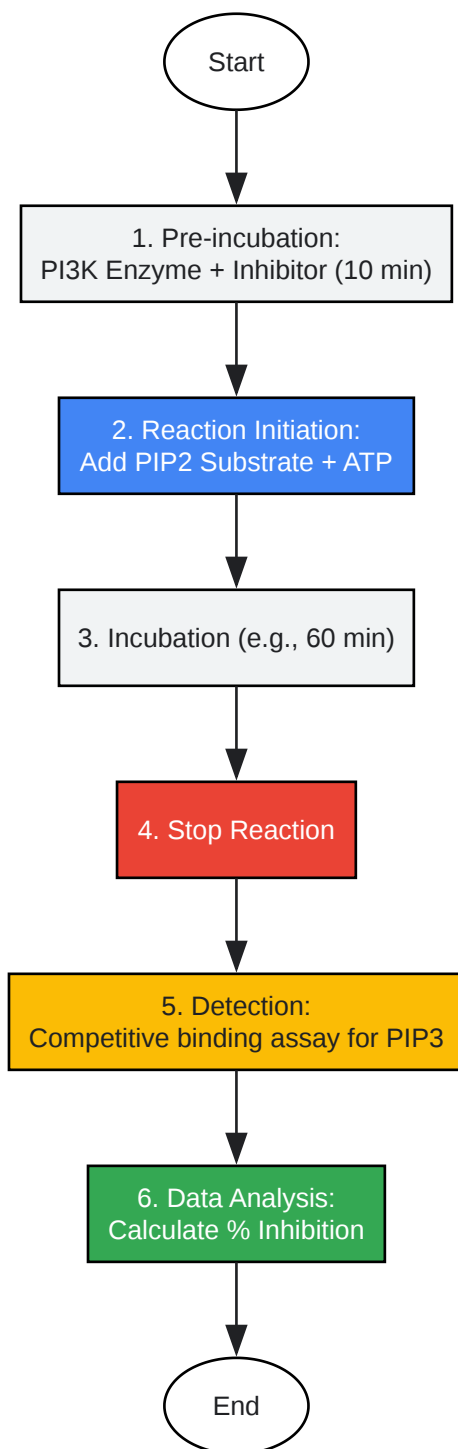 Start
1. Pre-incubation:
PI3K Enzyme + Inhibitor (10 min)
2. Reaction Initiation:
Add PIP2 Substrate + ATP
3. Incubation (e.g., 60 min)
4. Stop Reaction
5. Detection:
Competitive binding assay for PIP3
6. Data Analysis:
Calculate % Inhibition
End